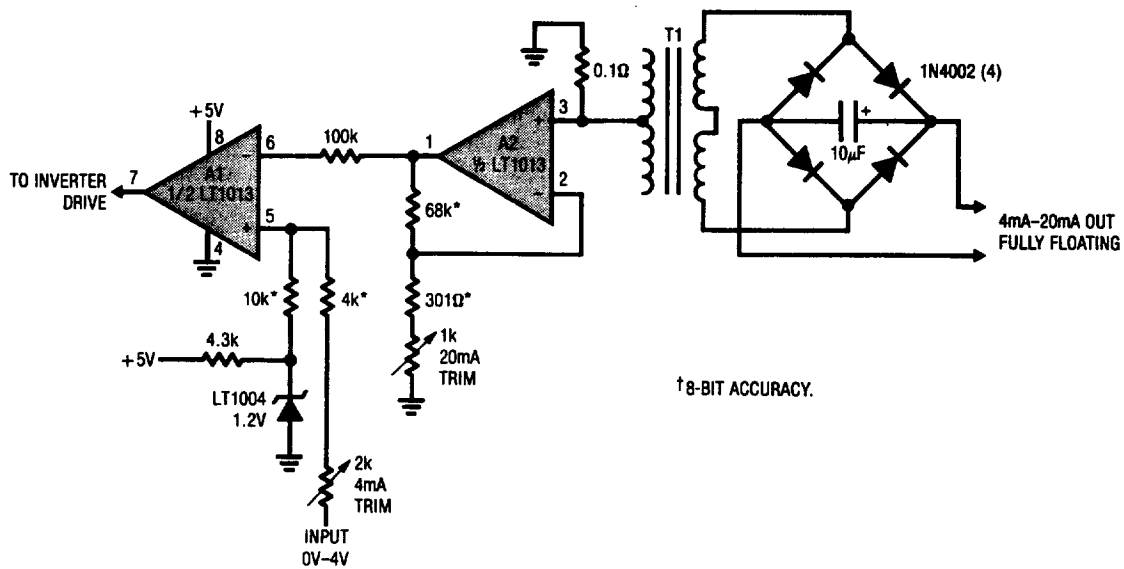 T1
0.1Ω
1N4002 (4)
+5V
8
6
100k
1
3
+
A2
½ LT1013
−
2
10μF
+
7
TO INVERTER
DRIVE
−
A1
1/2 LT1013
5
+
4
68k*
4mA–20mA OUT
FULLY FLOATING
10k*
4k*
301Ω*
4.3k
+5V
1k
20mA
TRIM
LT1004
1.2V
†8-BIT ACCURACY.
2k
4mA
TRIM
INPUT
0V–4V